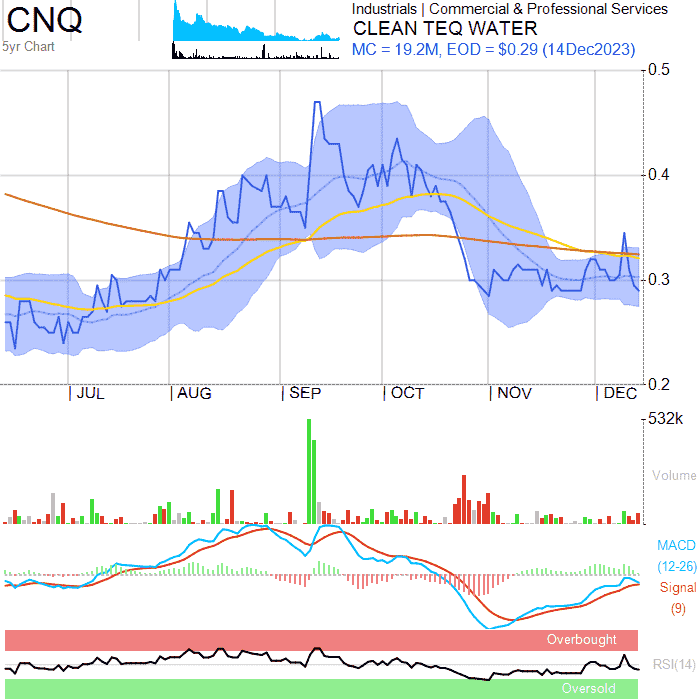 CNQ
5yr Chart
Industrials | Commercial & Professional Services
CLEAN TEQ WATER
MC = 19.2M, EOD = $0.29 (14Dec2023)
0.5
0.4
0.3
0.2
| JUL | AUG | SEP | OCT | NOV | DEC
532k
Volume
MACD
(12-26)
Signal
(9)
Overbought
RSI(14)
Oversold